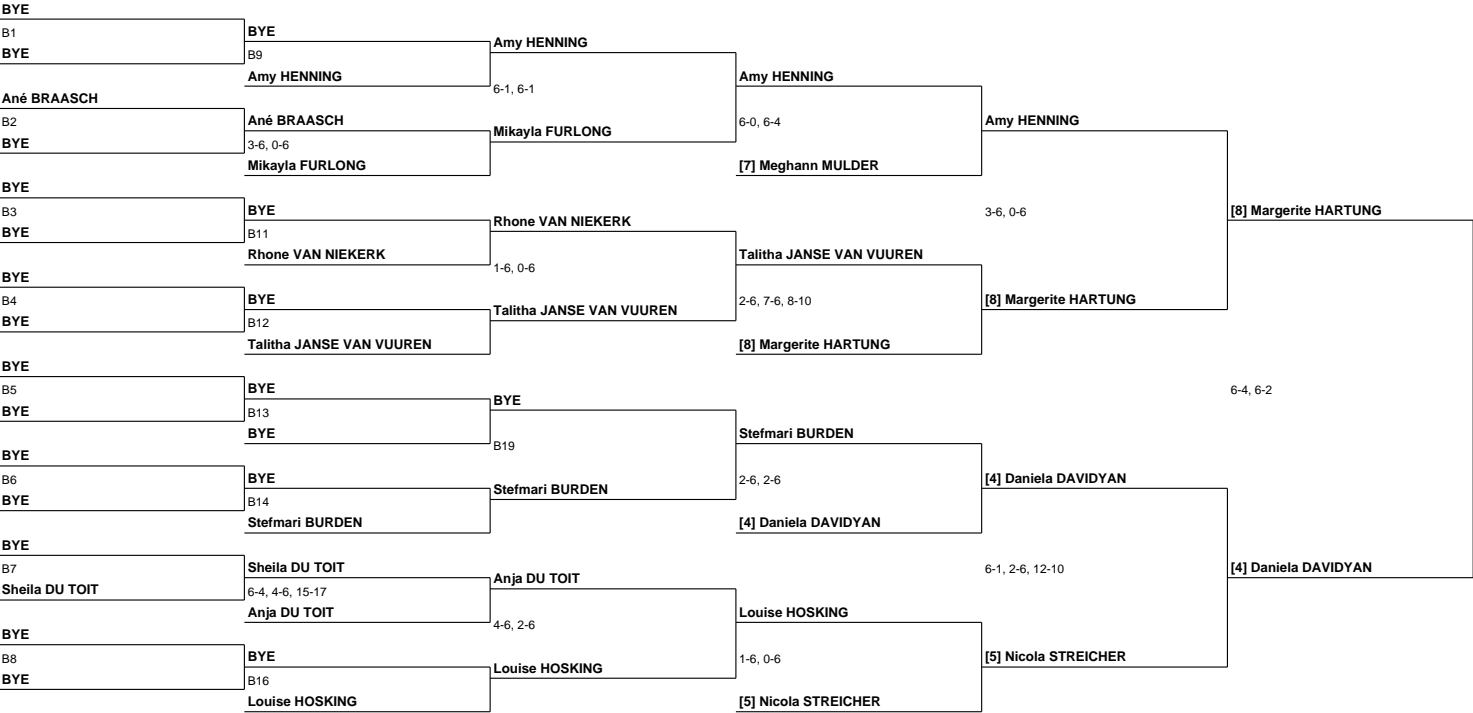 BYE
B1
BYE
Ané BRAASCH
B2
BYE
BYE
B3
BYE
BYE
B4
BYE
BYE
B5
BYE
BYE
B6
BYE
BYE
B7
Sheila DU TOIT
BYE
B8
BYE
BYE
B9
Amy HENNING
Ané BRAASCH
3-6, 0-6
Mikayla FURLONG
BYE
B11
Rhone VAN NIEKERK
BYE
B12
Talitha JANSE VAN VUUREN
BYE
B13
BYE
BYE
B14
Stefmari BURDEN
Sheila DU TOIT
6-4, 4-6, 15-17
Anja DU TOIT
BYE
B16
Louise HOSKING
Amy HENNING
6-1, 6-1
Mikayla FURLONG
Rhone VAN NIEKERK
1-6, 0-6
Talitha JANSE VAN VUUREN
BYE
B19
Stefmari BURDEN
Anja DU TOIT
4-6, 2-6
Louise HOSKING
Amy HENNING
6-0, 6-4
[7] Meghann MULDER
Talitha JANSE VAN VUUREN
2-6, 7-6, 8-10
[8] Margerite HARTUNG
Stefmari BURDEN
2-6, 2-6
[4] Daniela DAVIDYAN
Louise HOSKING
1-6, 0-6
[5] Nicola STREICHER
Amy HENNING
3-6, 0-6
[8] Margerite HARTUNG
[4] Daniela DAVIDYAN
6-1, 2-6, 12-10
[5] Nicola STREICHER
[8] Margerite HARTUNG
6-4, 6-2
[4] Daniela DAVIDYAN